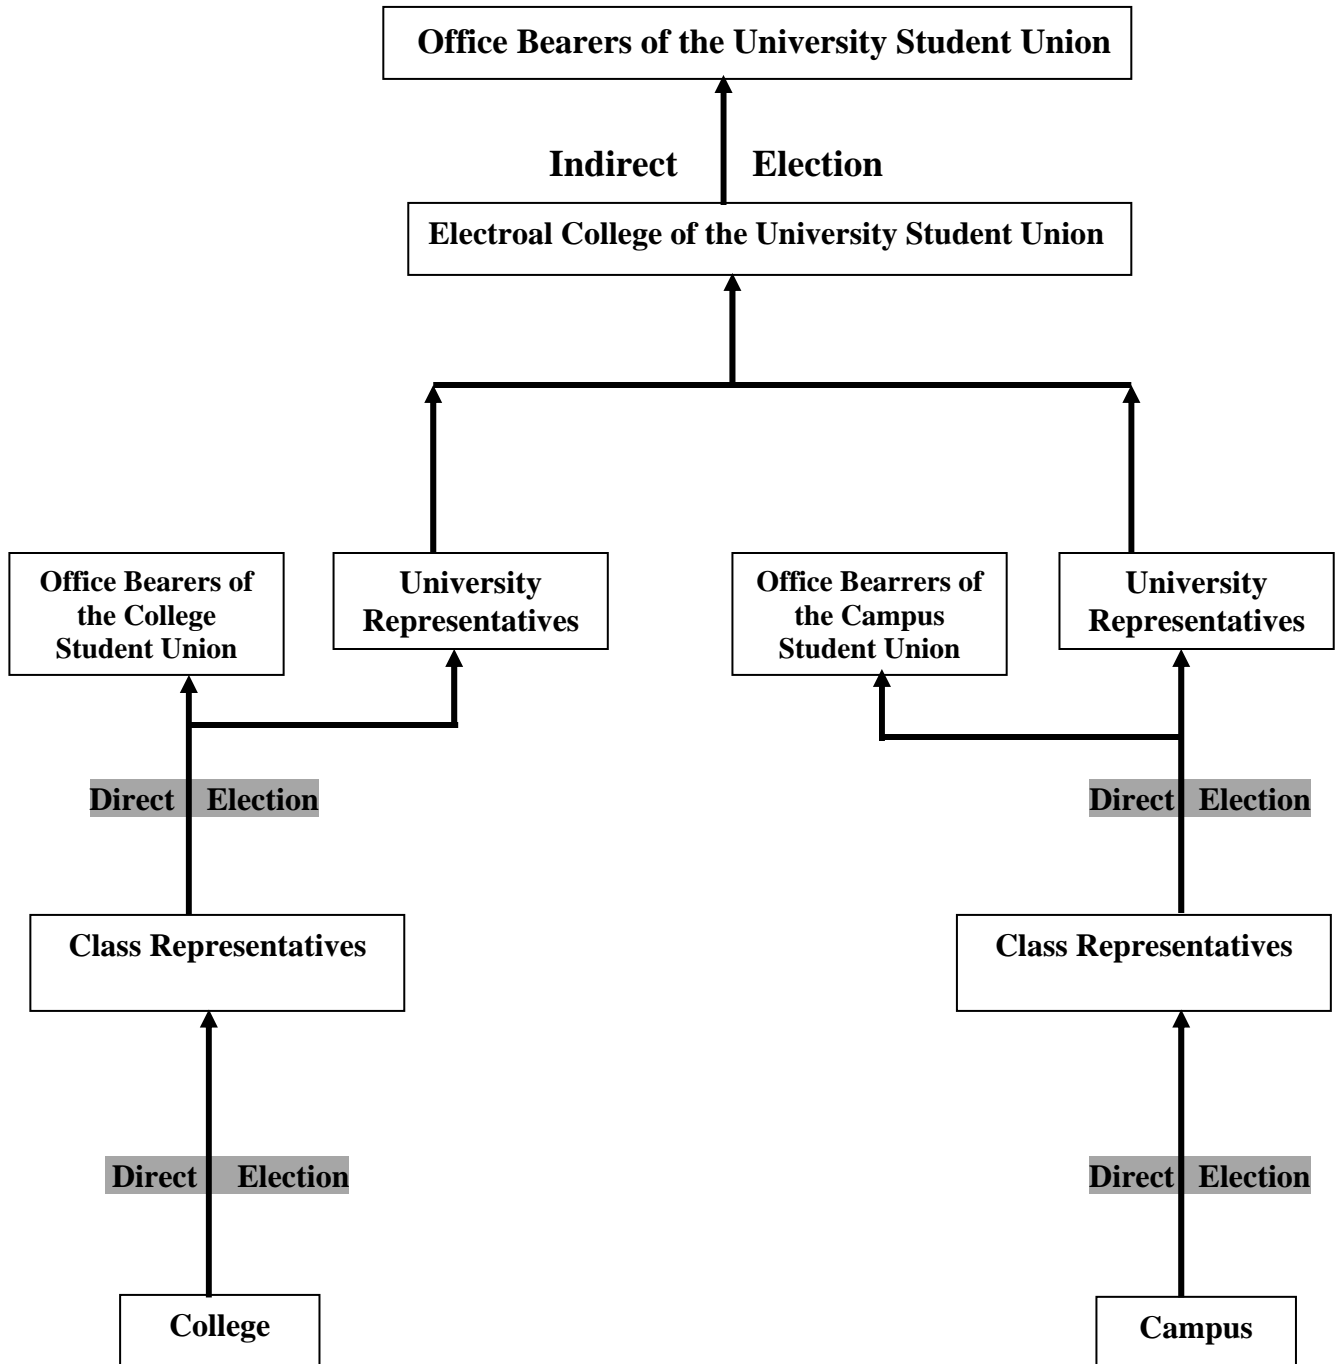 Office Bearers of the University Student Union
Indirect Election
Electroal College of the University Student Union
Office Bearers of
the College
Student Union
University
Representatives
Office Bearrers of
the Campus
Student Union
University
Representatives
Direct Election
Direct Election
Class Representatives
Class Representatives
Direct Election
Direct Election
College
Campus